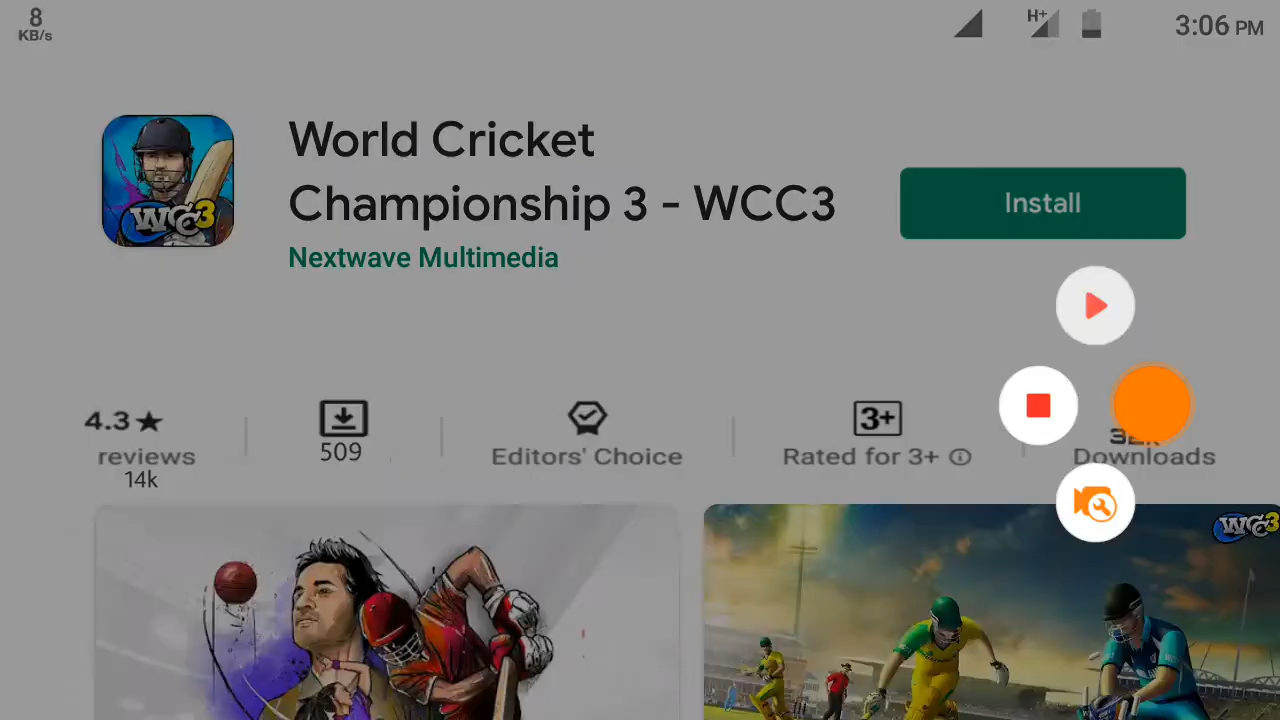 8
KB/s
H+
3:06 PM
World Cricket
Championship 3 - WCC3
Install
Nextwave Multimedia
WCC3
4.3★
reviews
14k
509
Editors' Choice
3+
Rated for 3+
Downloads
WCC3